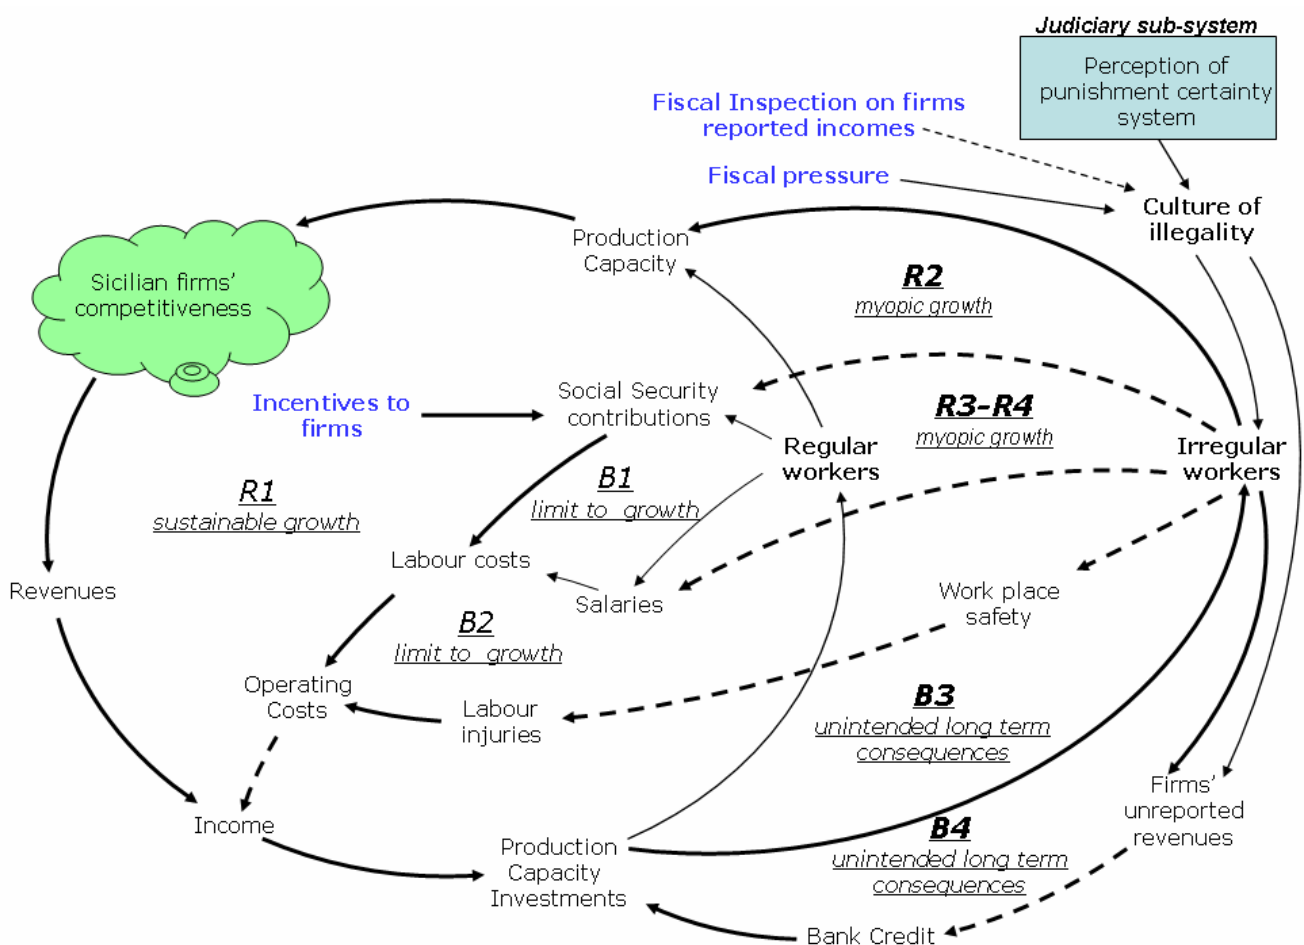 Judiciary sub-system
Perception of
punishment certainty
system
Fiscal Inspection on firms
reported incomes
Fiscal pressure
Culture of
illegality
Production
Capacity
Sicilian firms'
competitiveness
R2
myopic growth
Incentives to
firms
Social Security
contributions
R3-R4
myopic growth
Regular
workers
Irregular
workers
R1
sustainable growth
B1
limit to growth
Labour costs
Revenues
Salaries
Work place
safety
B2
limit to growth
Operating
Costs
Labour
injuries
B3
unintended long term
consequences
Firms'
unreported
revenues
Income
B4
unintended long term
consequences
Production
Capacity
Investments
Bank Credit